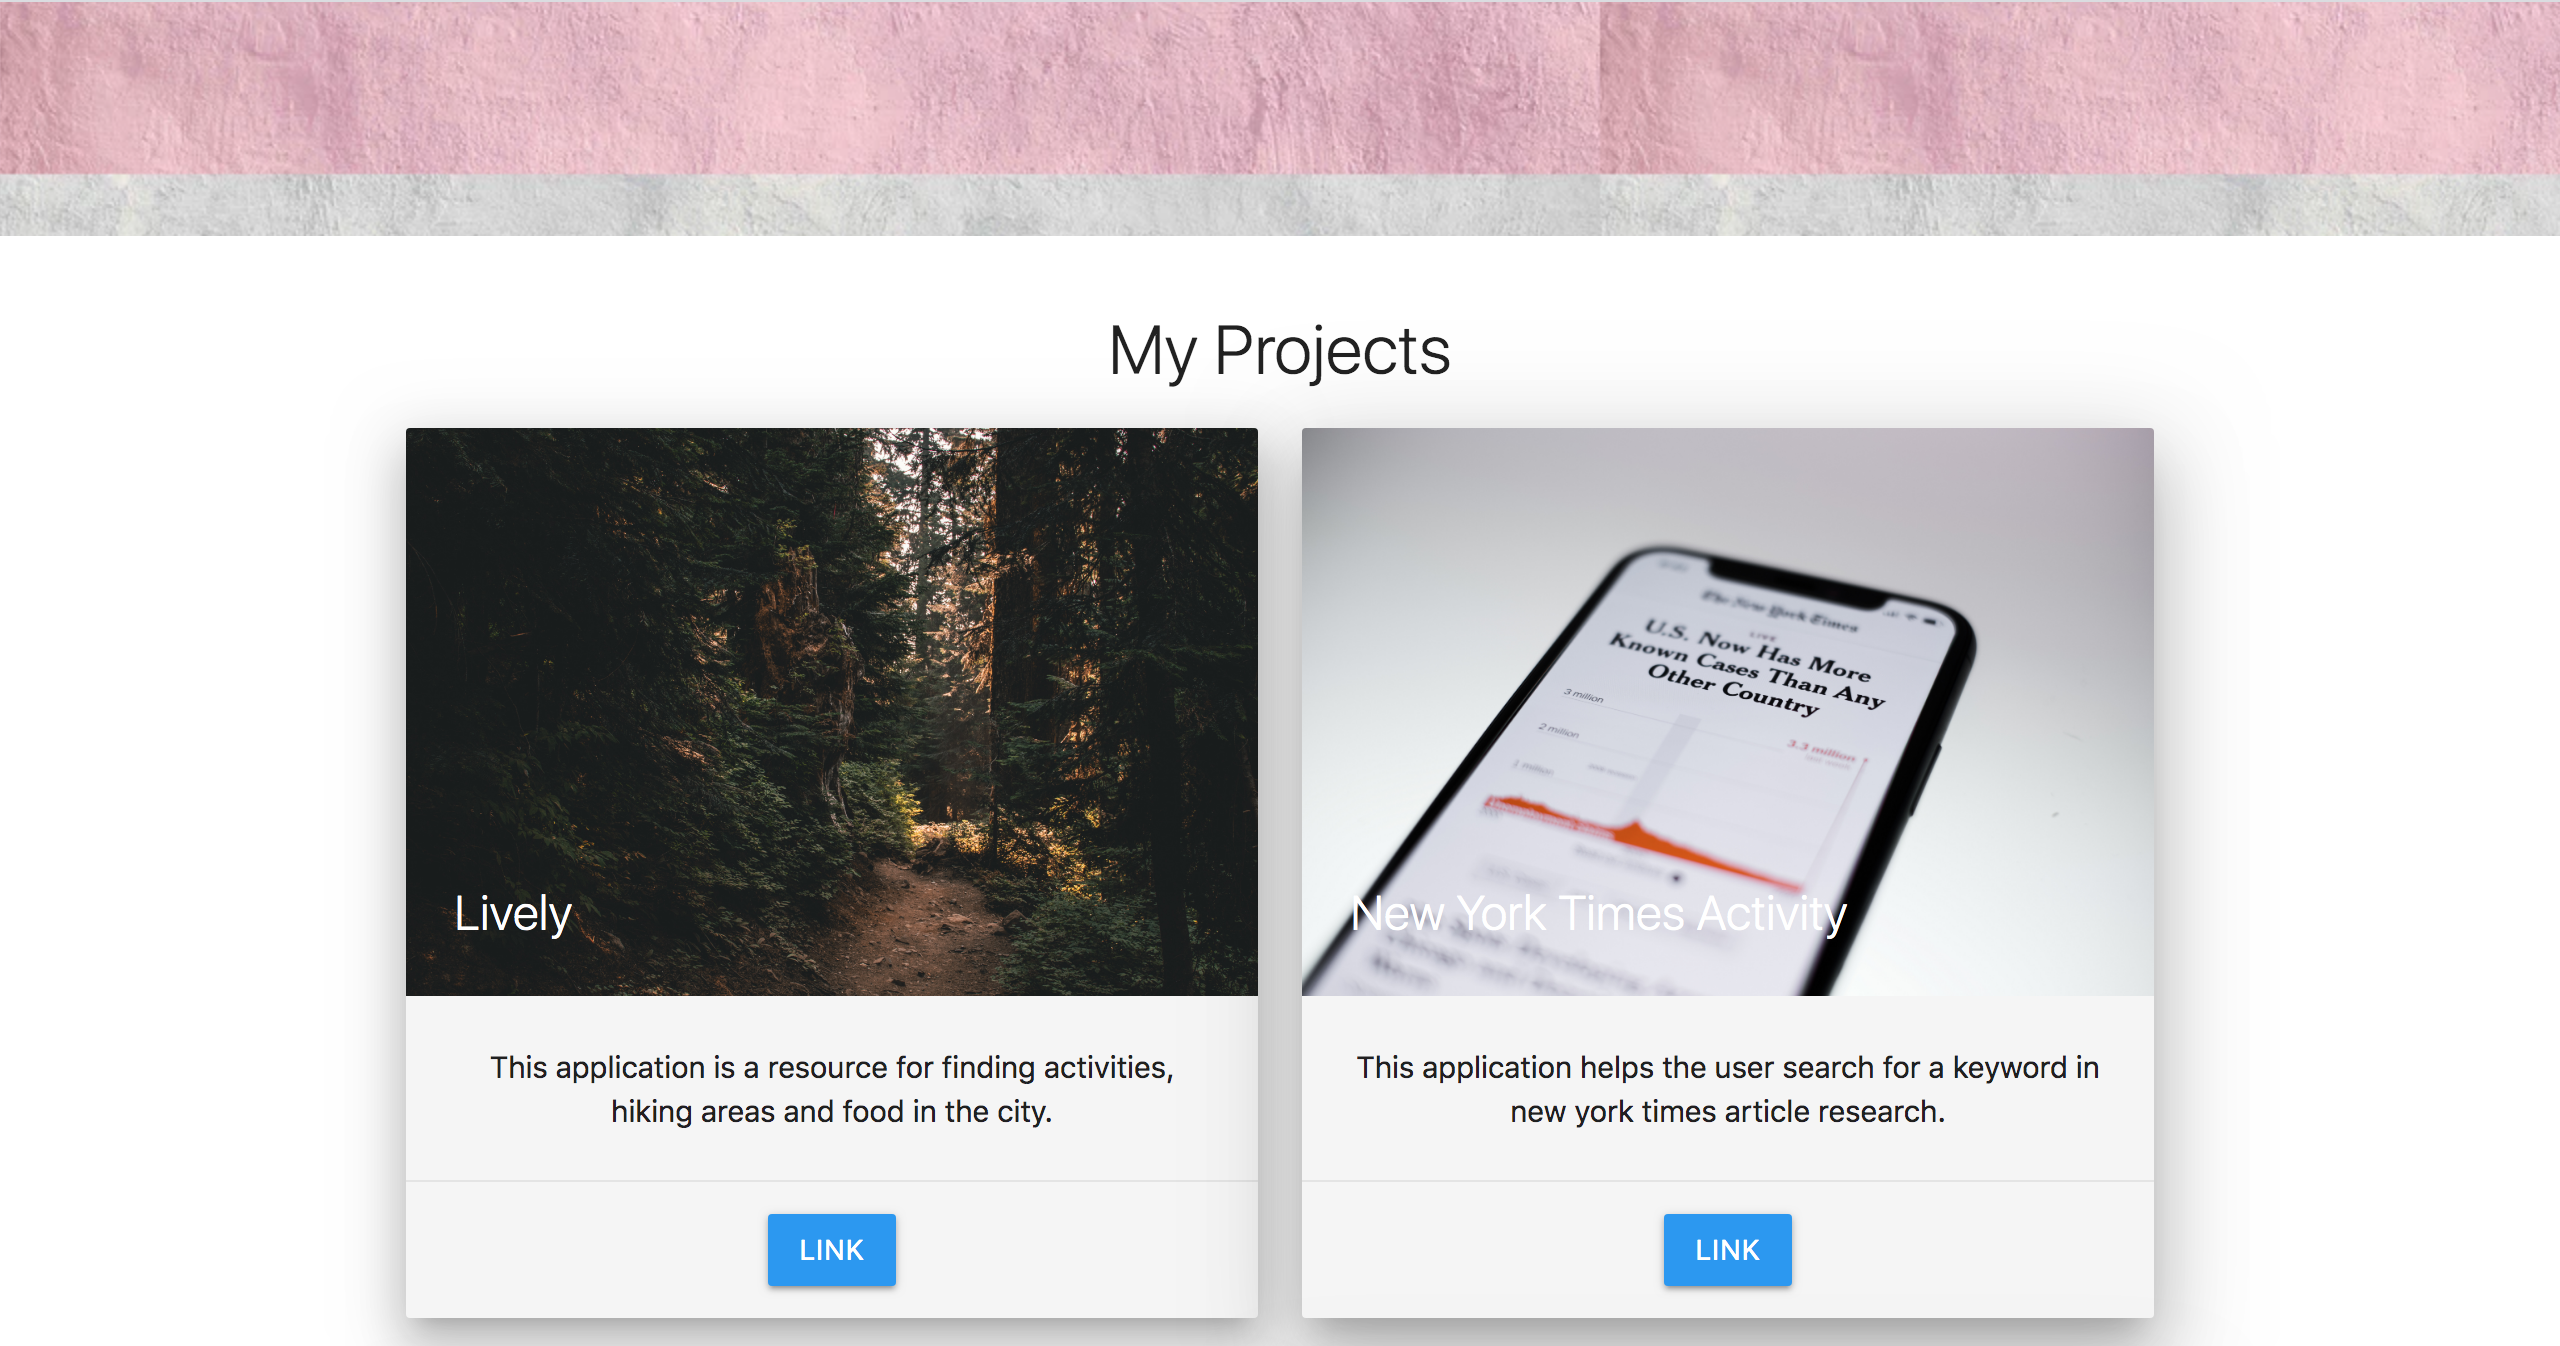 My Projects
The New York Times
LIVE
U.S. Now Has More
Known Cases Than Any
Other Country
3 million
2 million
1 million
3.3 million
Lively
New York Times Activity
This application is a resource for finding activities,
hiking areas and food in the city.
This application helps the user search for a keyword in
new york times article research.
LINK
LINK